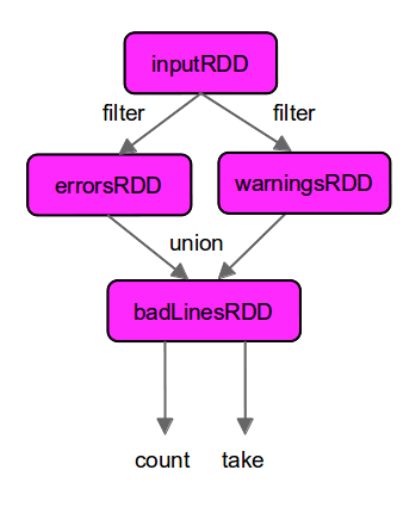 inputRDD
filter
filter
errorsRDD
warningsRDD
union
badLinesRDD
count
take